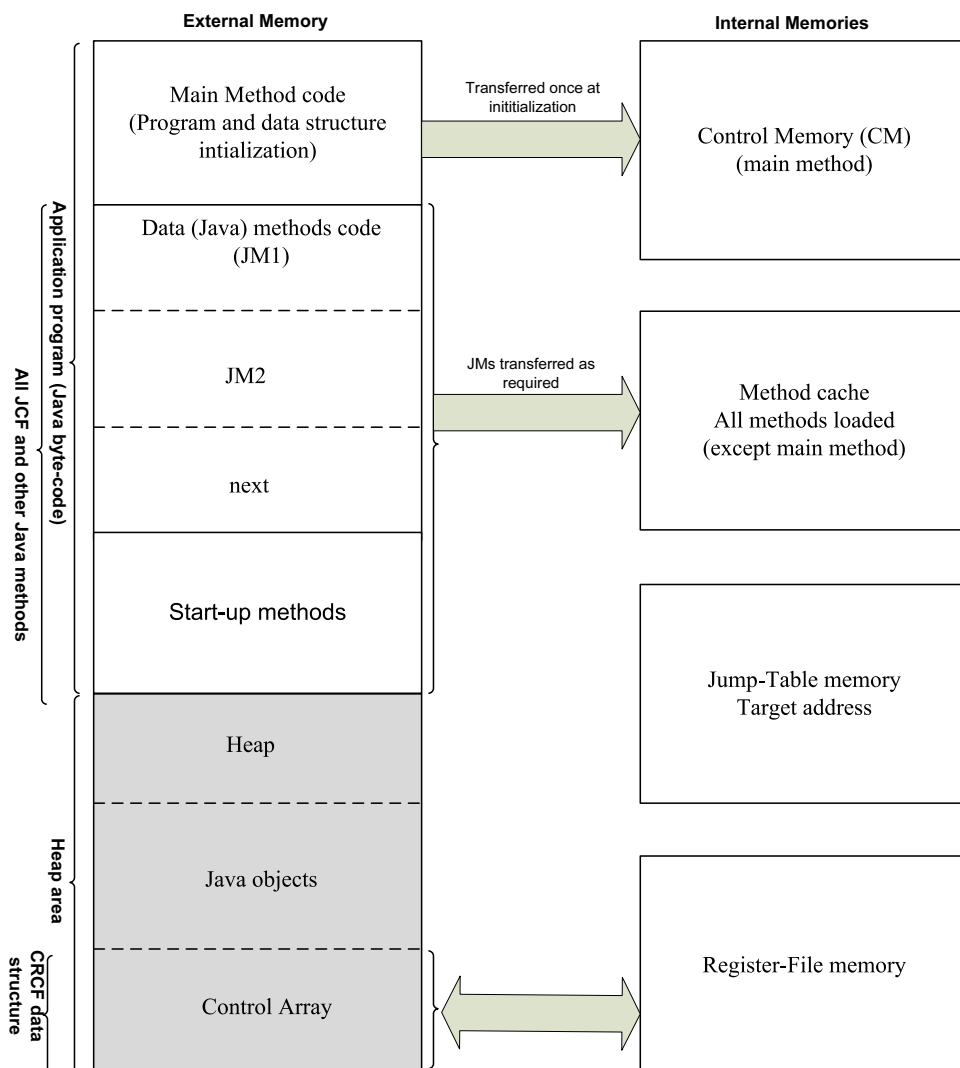 External Memory
Internal Memories
Main Method code
(Program and data structure
intialization)
Transferred once at
inititialization
Control Memory (CM)
(main method)
Application program (Java byte-code)
All JCF and other Java methods
Data (Java) methods code
(JM1)
JM2
next
JMs transferred as
required
Method cache
All methods loaded
(except main method)
Start-up methods
Jump-Table memory
Target address
Heap area
Heap
Java objects
CRCF data
structure
Control Array
Register-File memory